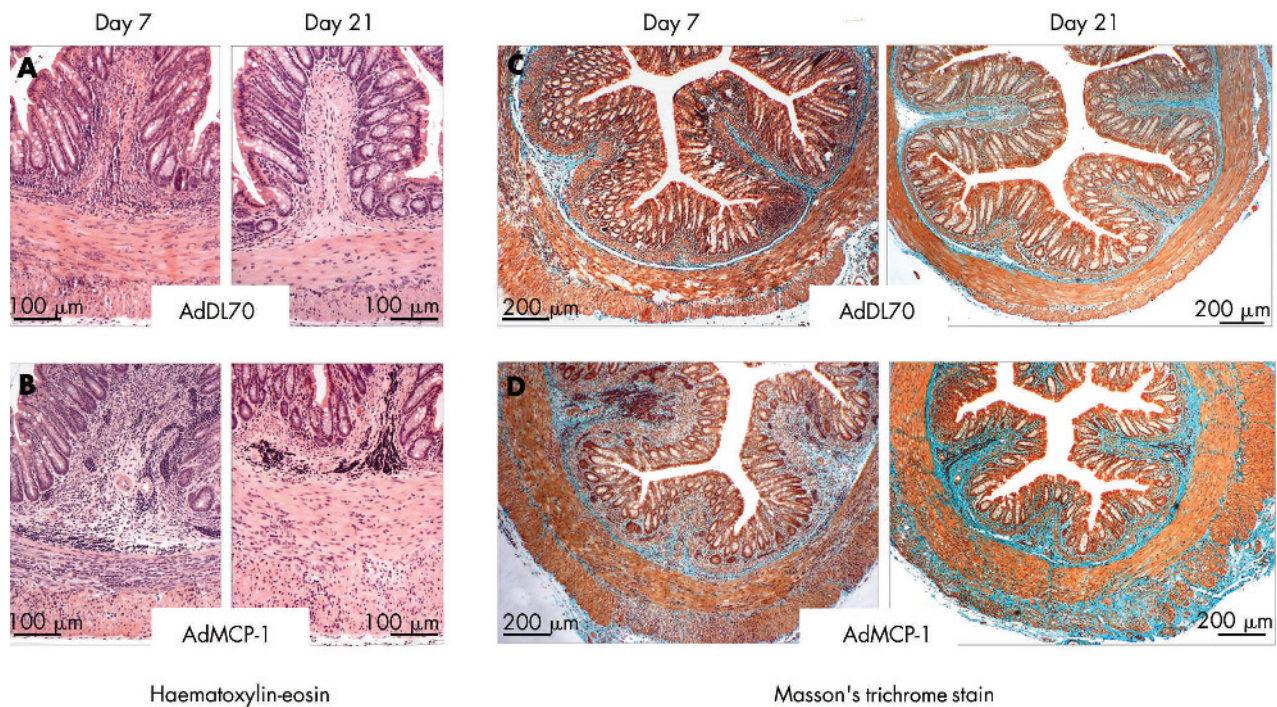 Day 7 Day 21 Day 7 Day 21
A C
100 µm AdDL70 100 µm 200 µm AdDL70 200 µm
B D
100 µm AdMCP-1 100 µm 200 µm AdMCP-1 200 µm
Haematoxylin-eosin Masson's trichrome stain